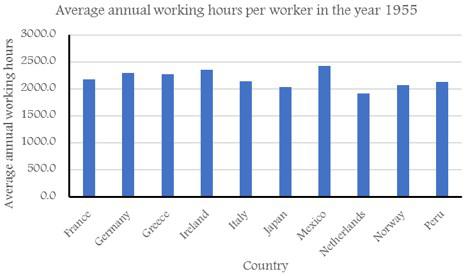 Average annual working hours per worker in the year 1955
Average annual working hours
3000.0
2500.0
2000.0
1500.0
1000.0
500.0
0.0
France
Germany
Greece
Ireland
Italy
Japan
Mexico
Netherlands
Norway
Peru
Country